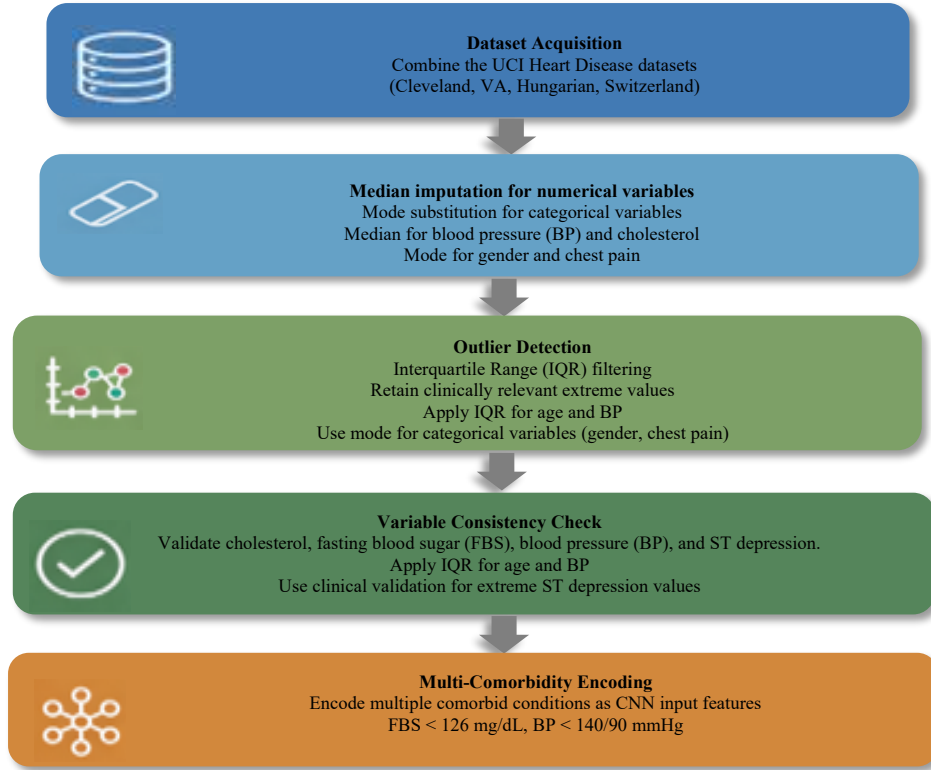 Dataset Acquisition
Combine the UCI Heart Disease datasets
(Cleveland, VA, Hungarian, Switzerland)
Median imputation for numerical variables
Mode substitution for categorical variables
Median for blood pressure (BP) and cholesterol
Mode for gender and chest pain
Outlier Detection
Interquartile Range (IQR) filtering
Retain clinically relevant extreme values
Apply IQR for age and BP
Use mode for categorical variables (gender, chest pain)
Variable Consistency Check
Validate cholesterol, fasting blood sugar (FBS), blood pressure (BP), and ST depression.
Apply IQR for age and BP
Use clinical validation for extreme ST depression values
Multi-Comorbidity Encoding
Encode multiple comorbid conditions as CNN input features
FBS < 126 mg/dL, BP < 140/90 mmHg